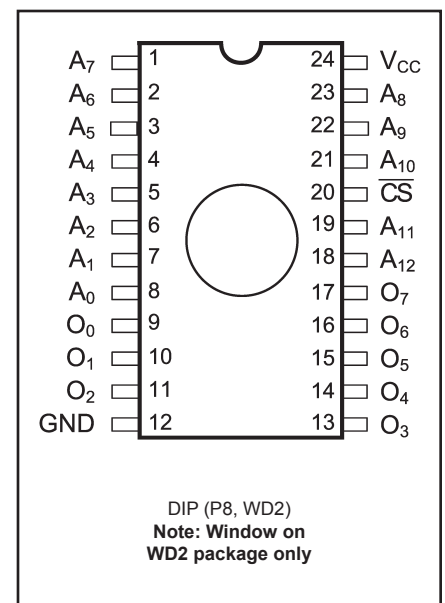 A₇ 1 24 V_CC
A₆ 2 23 A₈
A₅ 3 22 A₉
A₄ 4 21 A₁₀
A₃ 5 20 C̅S̅
A₂ 6 19 A₁₁
A₁ 7 18 A₁₂
A₀ 8 17 O₇
O₀ 9 16 O₆
O₁ 10 15 O₅
O₂ 11 14 O₄
GND 12 13 O₃
DIP (P8, WD2)
Note: Window on
WD2 package only